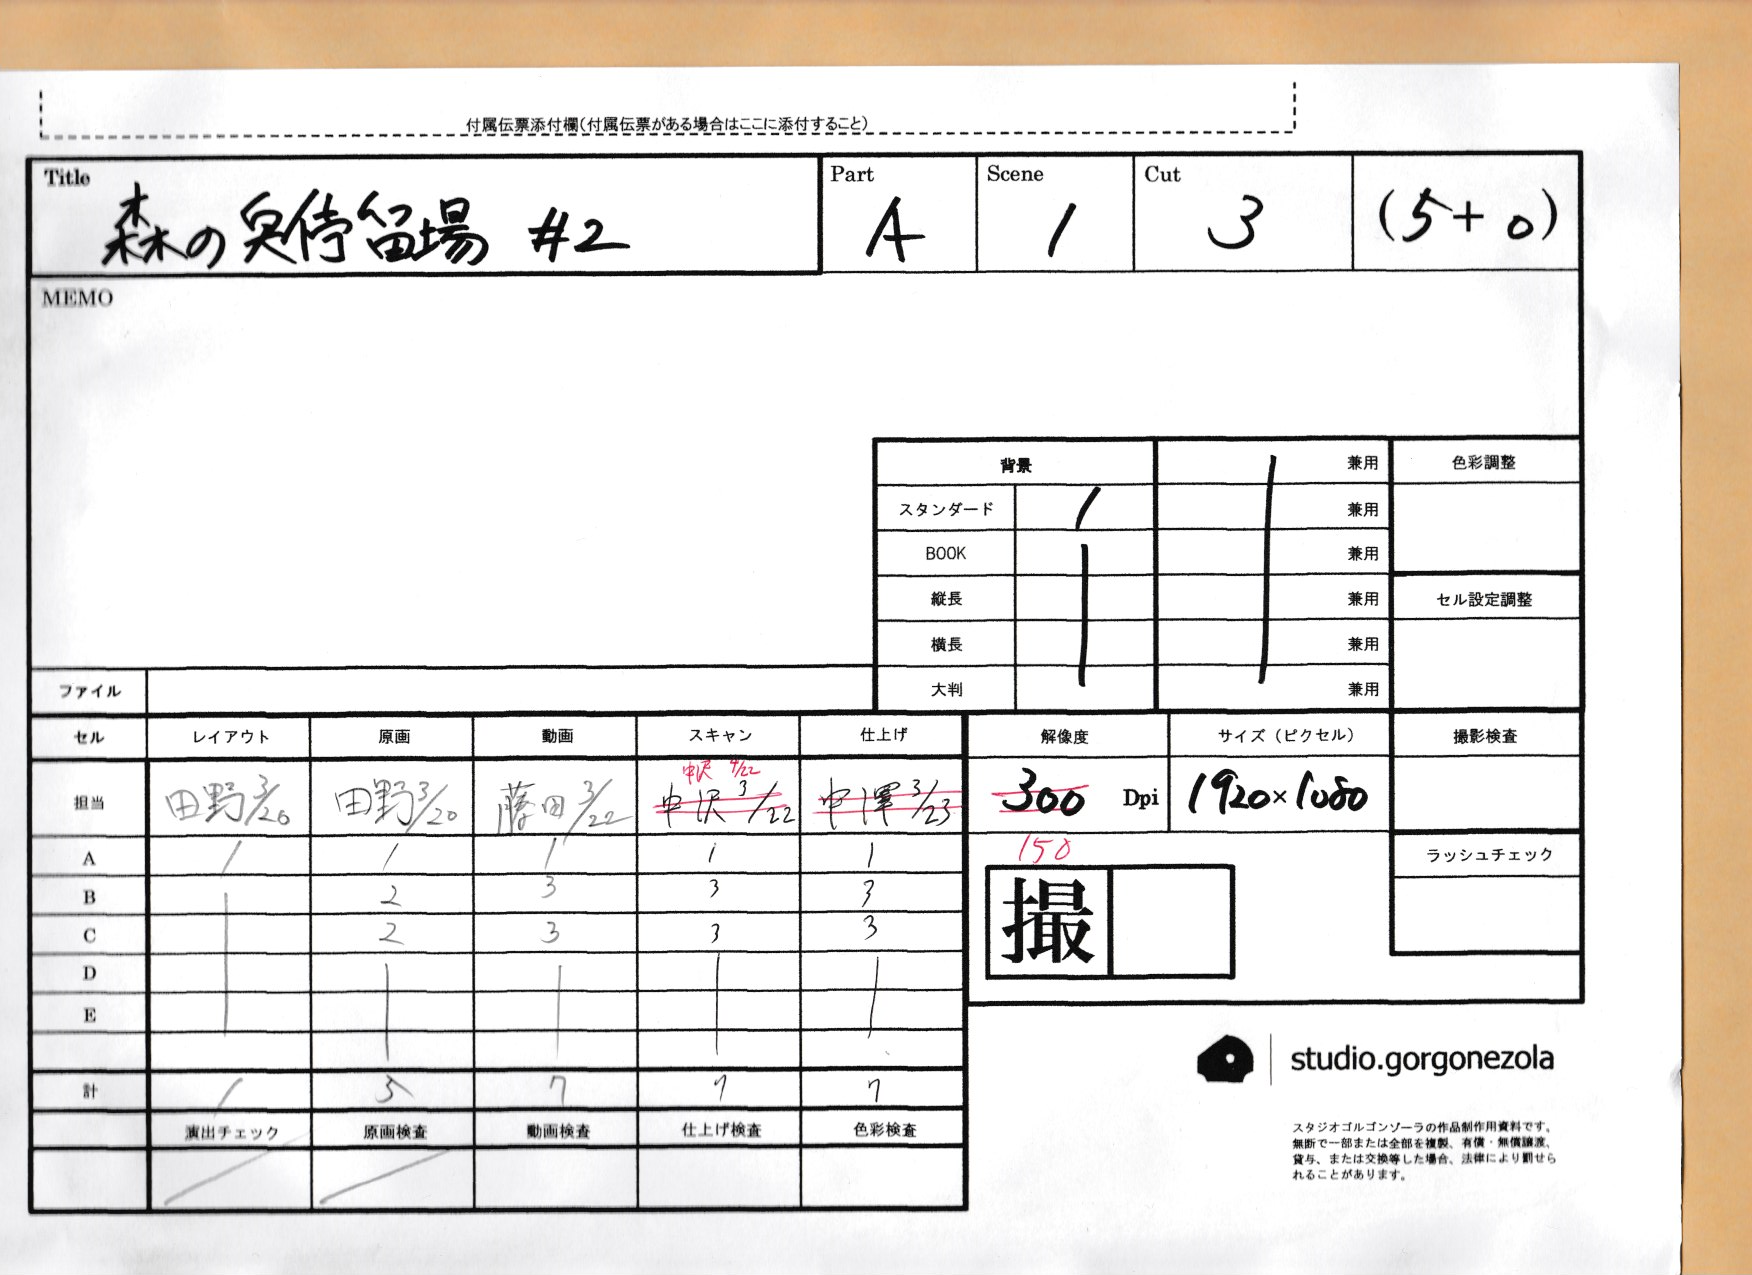 付属伝票添付欄(付属伝票がある場合はここに添付すること)
Title
森の奥停留場 #2
Part
A
Scene
1
Cut
3
(5+0)
MEMO
背景 兼用 色彩調整
スタンダード 1 兼用
BOOK 兼用
縦長 兼用 セル設定調整
横長 兼用
大判 兼用
ファイル
セル レイアウト 原画 動画 スキャン 仕上げ 解像度 サイズ(ピクセル) 撮影検査
中沢 4/22
担当 田野 3/20 田野 3/20 藤田 3/22 中沢 3/22 中澤 3/23 300 Dpi 1920×1080
150
A 1 1 1 1 1 ラッシュチェック
B 2 3 3 3
C 2 3 3 3
撮
D
E
計 1 5 7 7 7
演出チェック 原画検査 動画検査 仕上げ検査 色彩検査
studio.gorgonezola
スタジオゴルゴンゾーラの作品制作用資料です。
無断で一部または全部を複製、有償・無償譲渡、
貸与、または交換等した場合、法律により罰せら
れることがあります。